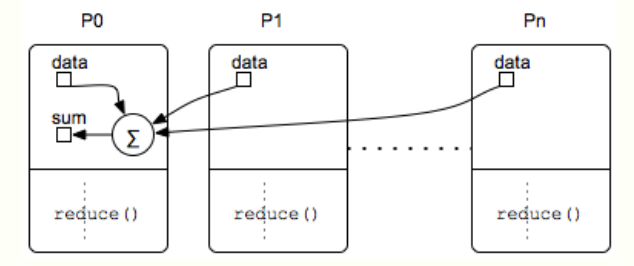 P0 P1 Pn
data data data
sum
Σ
reduce() reduce() reduce()